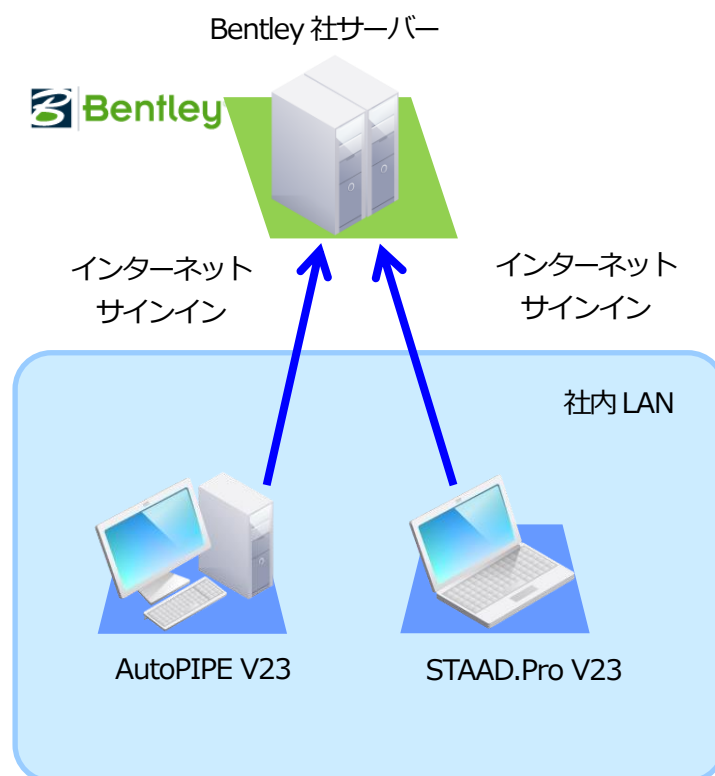 Bentley 社サーバー
Bentley
インターネット
サインイン
インターネット
サインイン
社内 LAN
AutoPIPE V23
STAAD.Pro V23